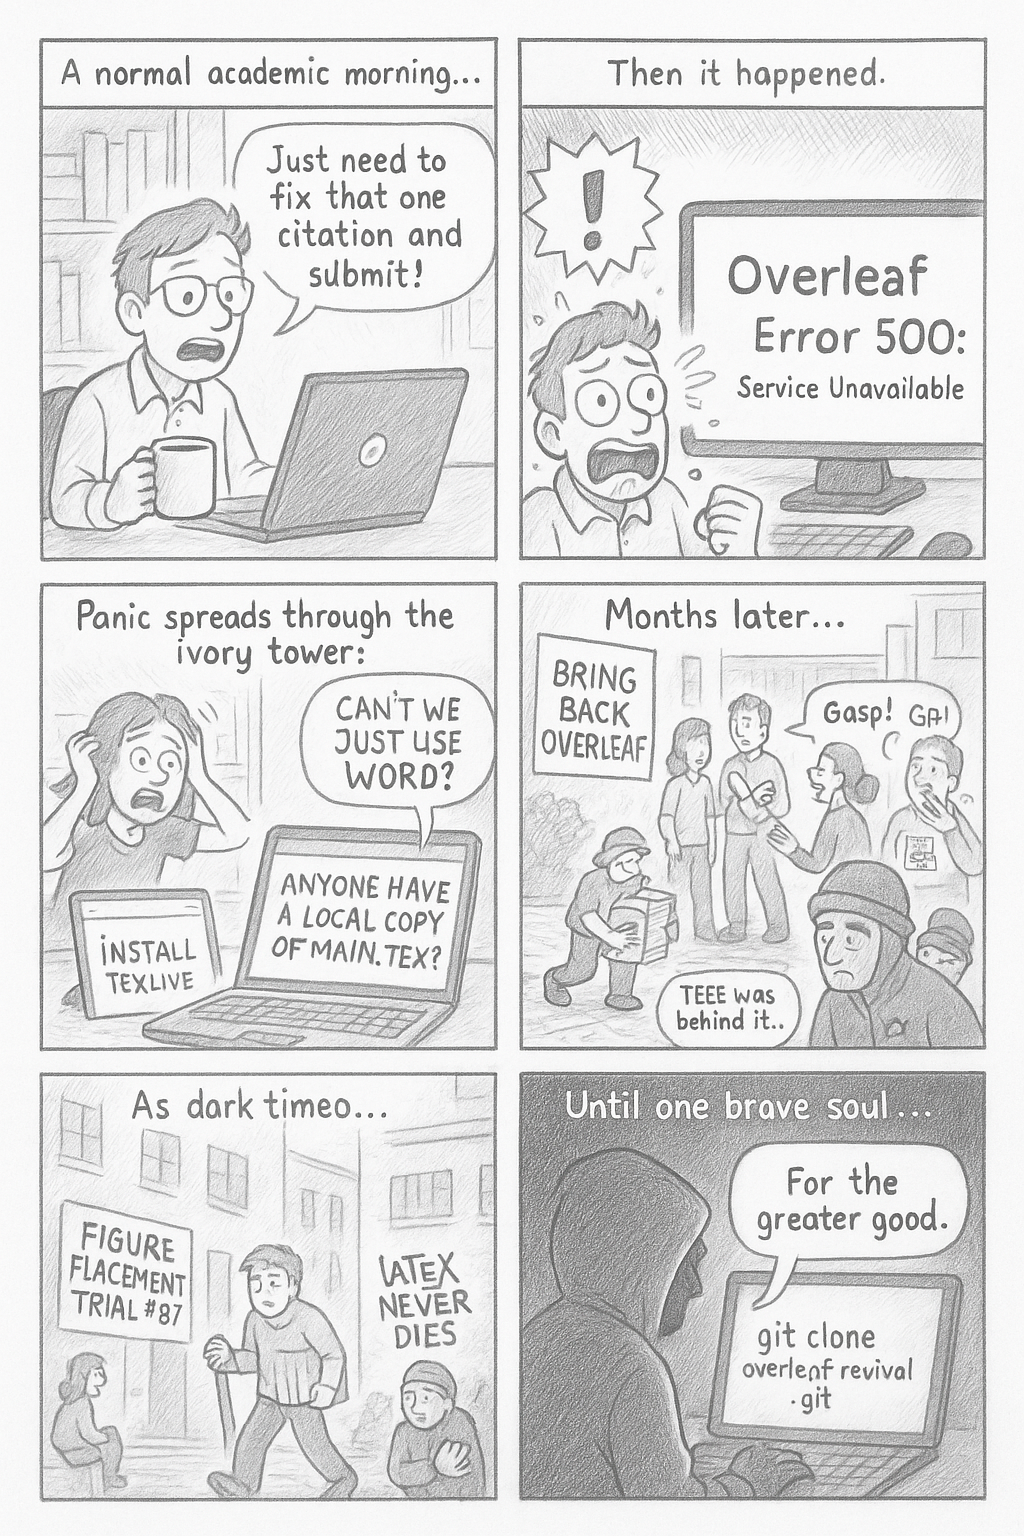 A normal academic morning...
Just need to
fix that one
citation and
submit!
Then it happened.
!
Overleaf
Error 500:
Service Unavailable
Panic spreads through the
ivory tower:
CAN'T WE
JUST USE
WORD?
INSTALL
TEXLIVE
ANYONE HAVE
A LOCAL COPY
OF MAIN.TEX?
Months later...
BRING
BACK
OVERLEAF
Gasp!
TEEE was
behind it..
As dark timeo...
FIGURE
FLACEMENT
TRIAL #87
LATEX
NEVER
DIES
Until one brave soul...
For the
greater good.
git clone
overleaf revival
.git